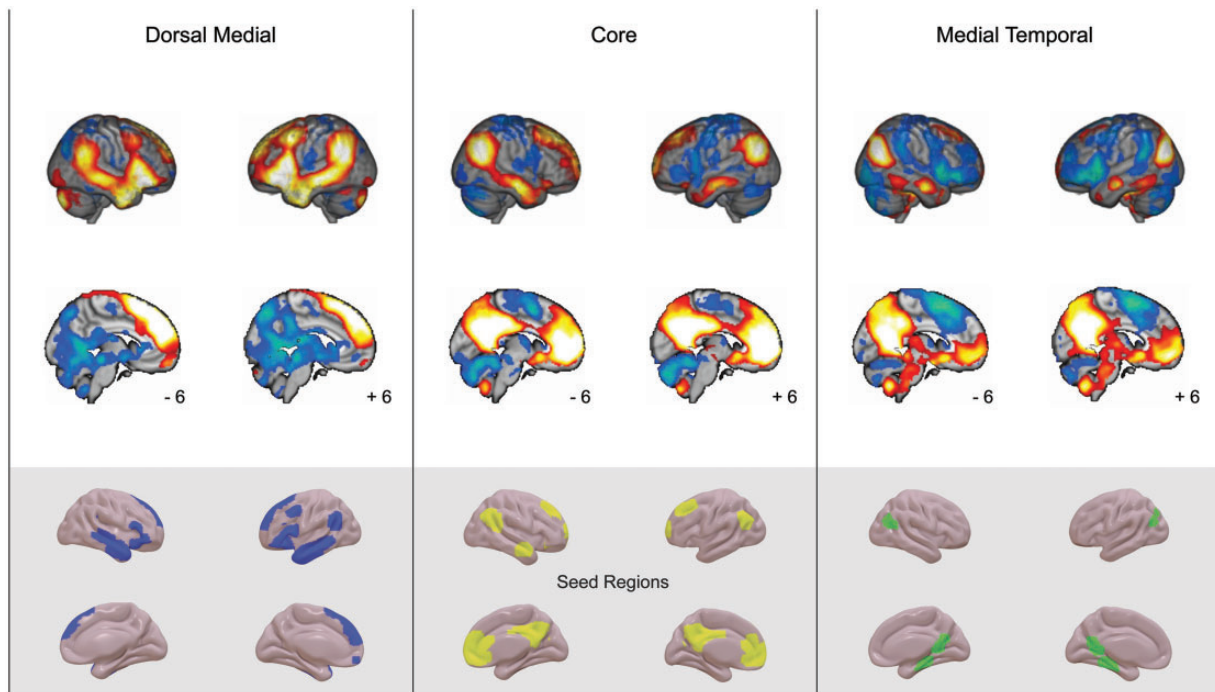 Dorsal Medial
Core
Medial Temporal
- 6
+ 6
- 6
+ 6
- 6
+ 6
Seed Regions